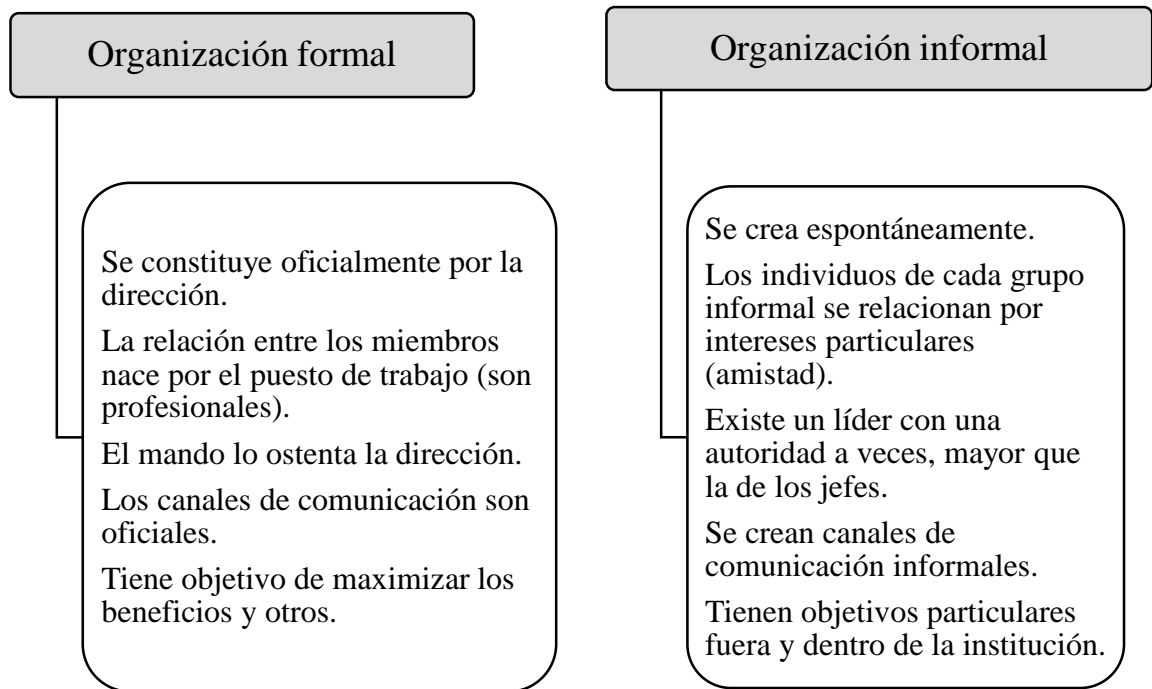 Organización formal
Se constituye oficialmente por la
dirección.
La relación entre los miembros
nace por el puesto de trabajo (son
profesionales).
El mando lo ostenta la dirección.
Los canales de comunicación son
oficiales.
Tiene objetivo de maximizar los
beneficios y otros.
Organización informal
Se crea espontáneamente.
Los individuos de cada grupo
informal se relacionan por
intereses particulares
(amistad).
Existe un líder con una
autoridad a veces, mayor que
la de los jefes.
Se crean canales de
comunicación informales.
Tienen objetivos particulares
fuera y dentro de la institución.